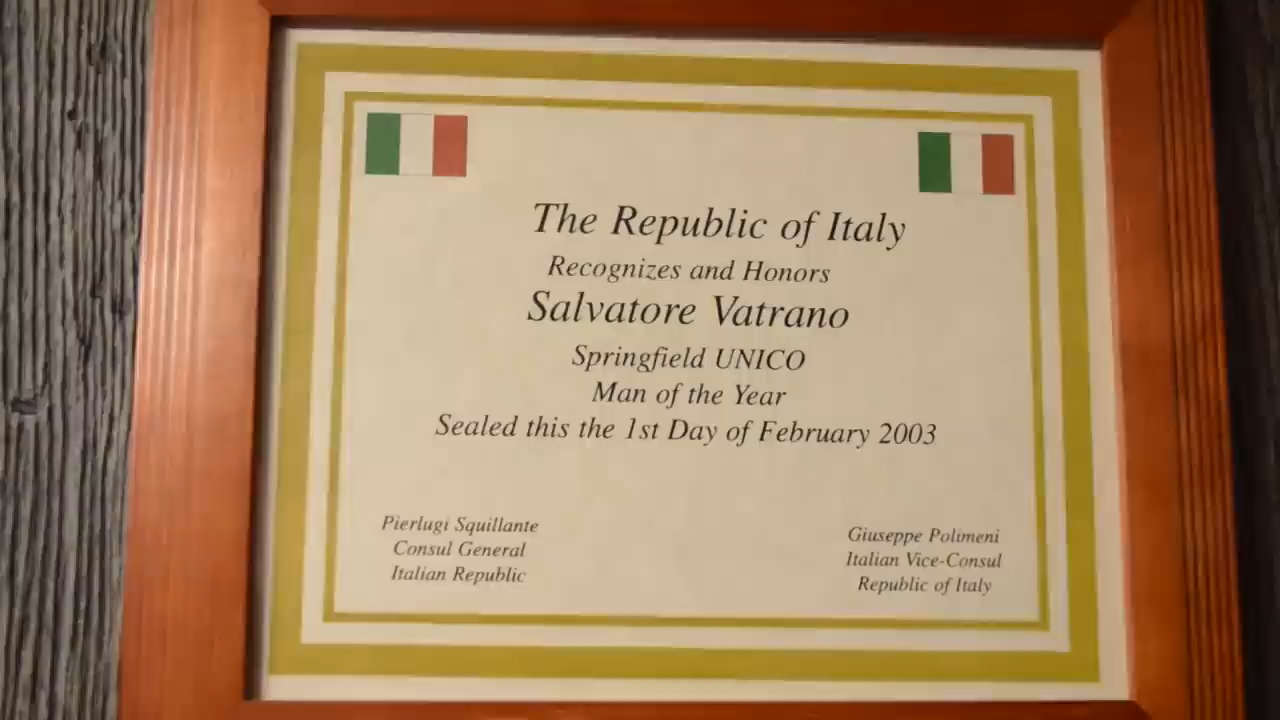 The Republic of Italy
Recognizes and Honors
Salvatore Vatrano
Springfield UNICO
Man of the Year
Sealed this the 1st Day of February 2003
Pierlugi Squillante
Consul General
Italian Republic
Giuseppe Polimeni
Italian Vice-Consul
Republic of Italy